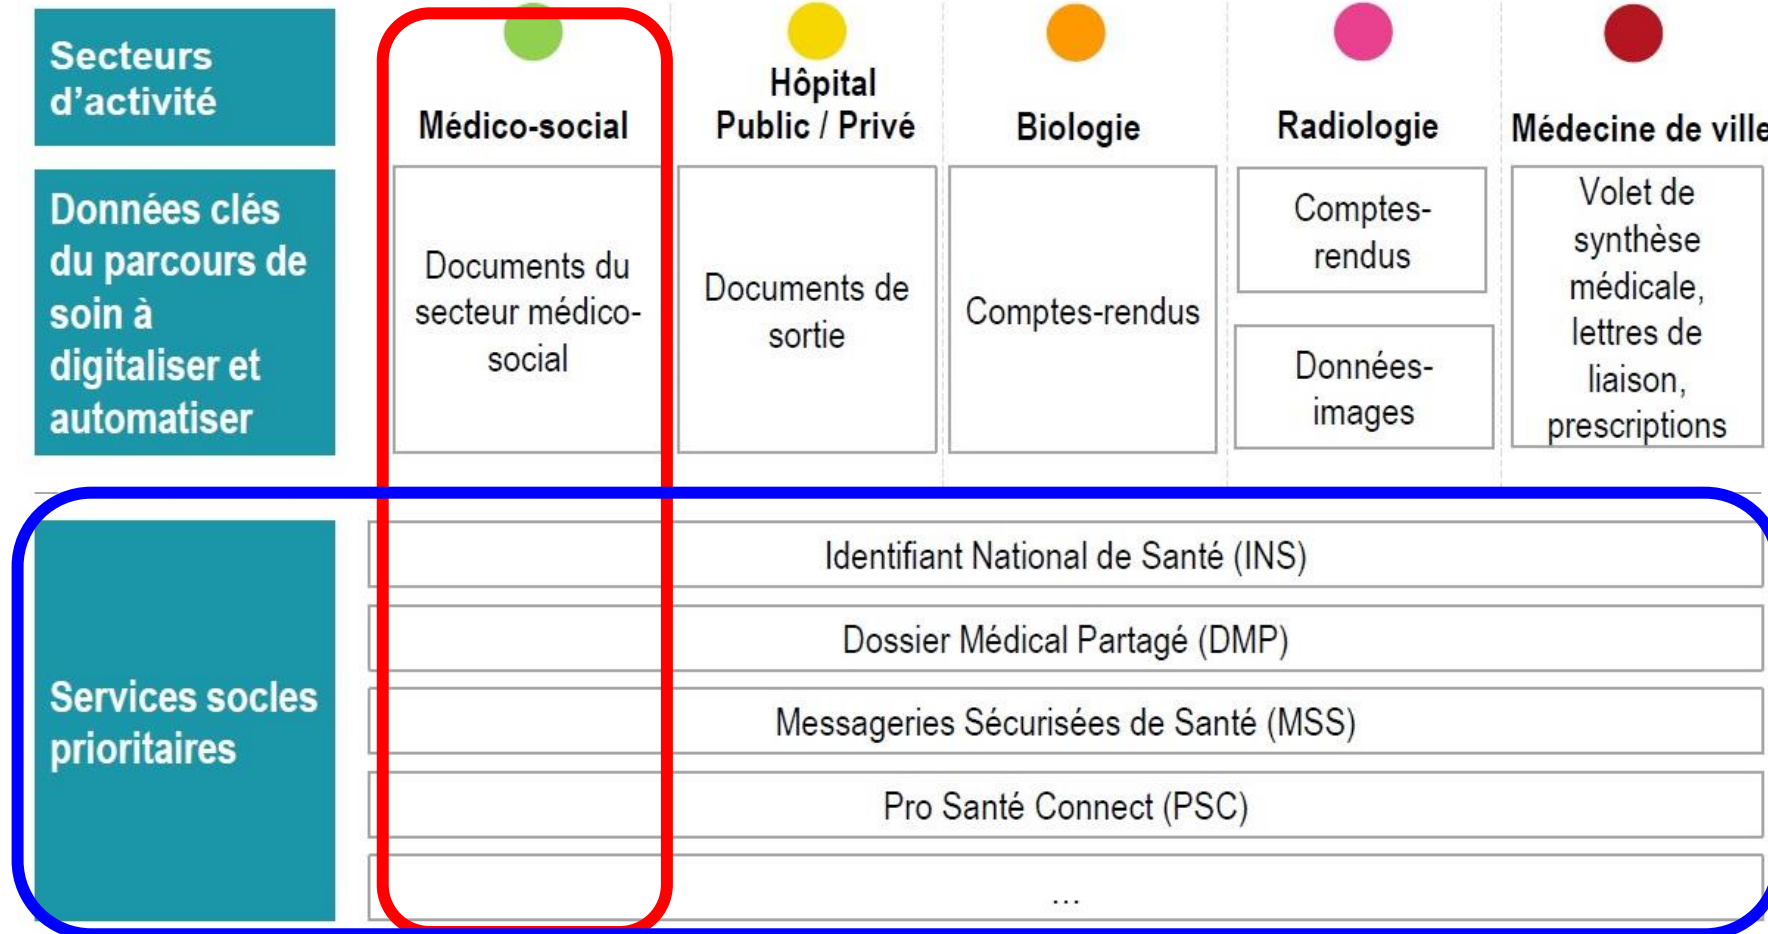 Secteurs
d’activité
Médico-social
Hôpital
Public / Privé
Biologie
Radiologie
Médecine de ville
Données clés
du parcours de
soin à
digitaliser et
automatiser
Documents du
secteur médico-
social
Documents de
sortie
Comptes-rendus
Comptes-
rendus
Données-
images
Volet de
synthèse
médicale,
lettres de
liaison,
prescriptions
Services socles
prioritaires
Identifiant National de Santé (INS)
Dossier Médical Partagé (DMP)
Messageries Sécurisées de Santé (MSS)
Pro Santé Connect (PSC)
...